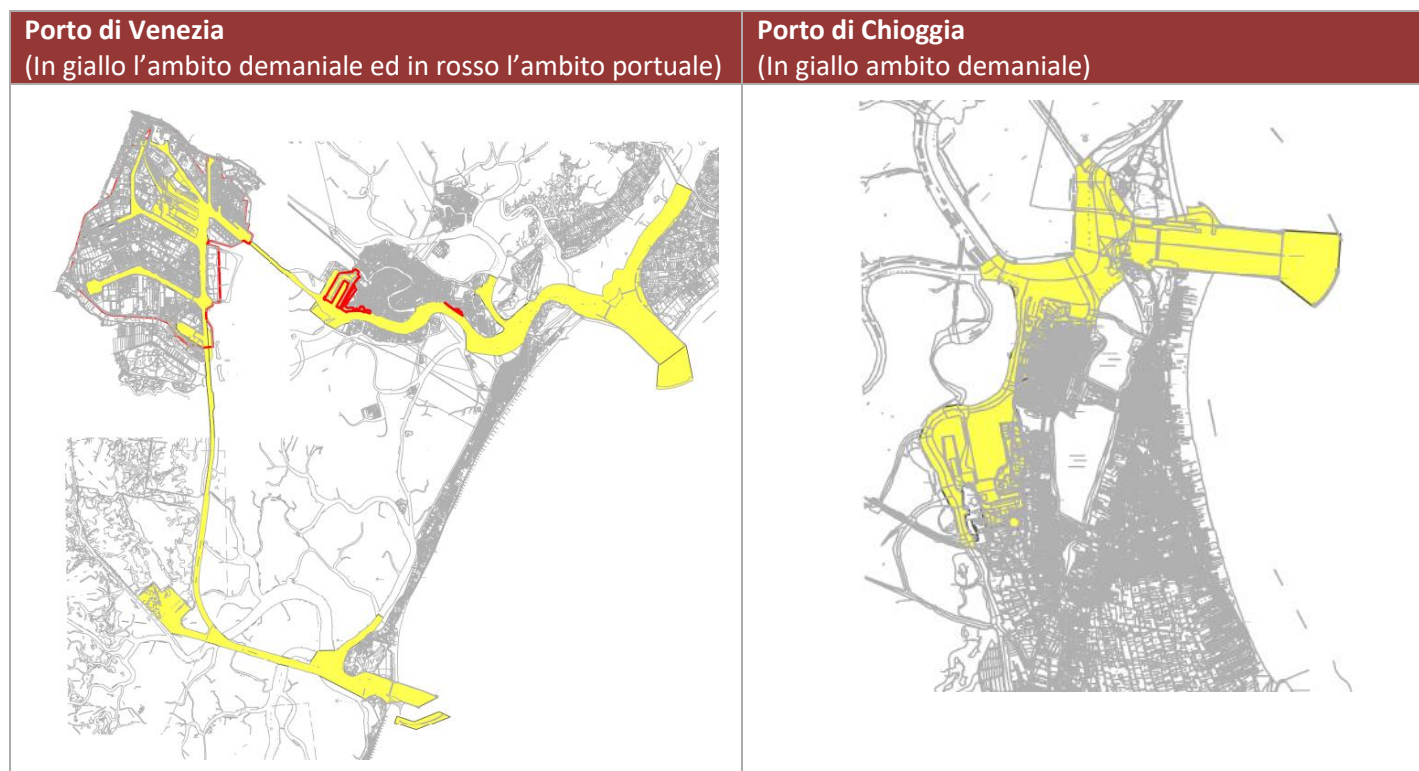 Porto di Venezia
(In giallo l’ambito demaniale ed in rosso l’ambito portuale)
Porto di Chioggia
(In giallo ambito demaniale)